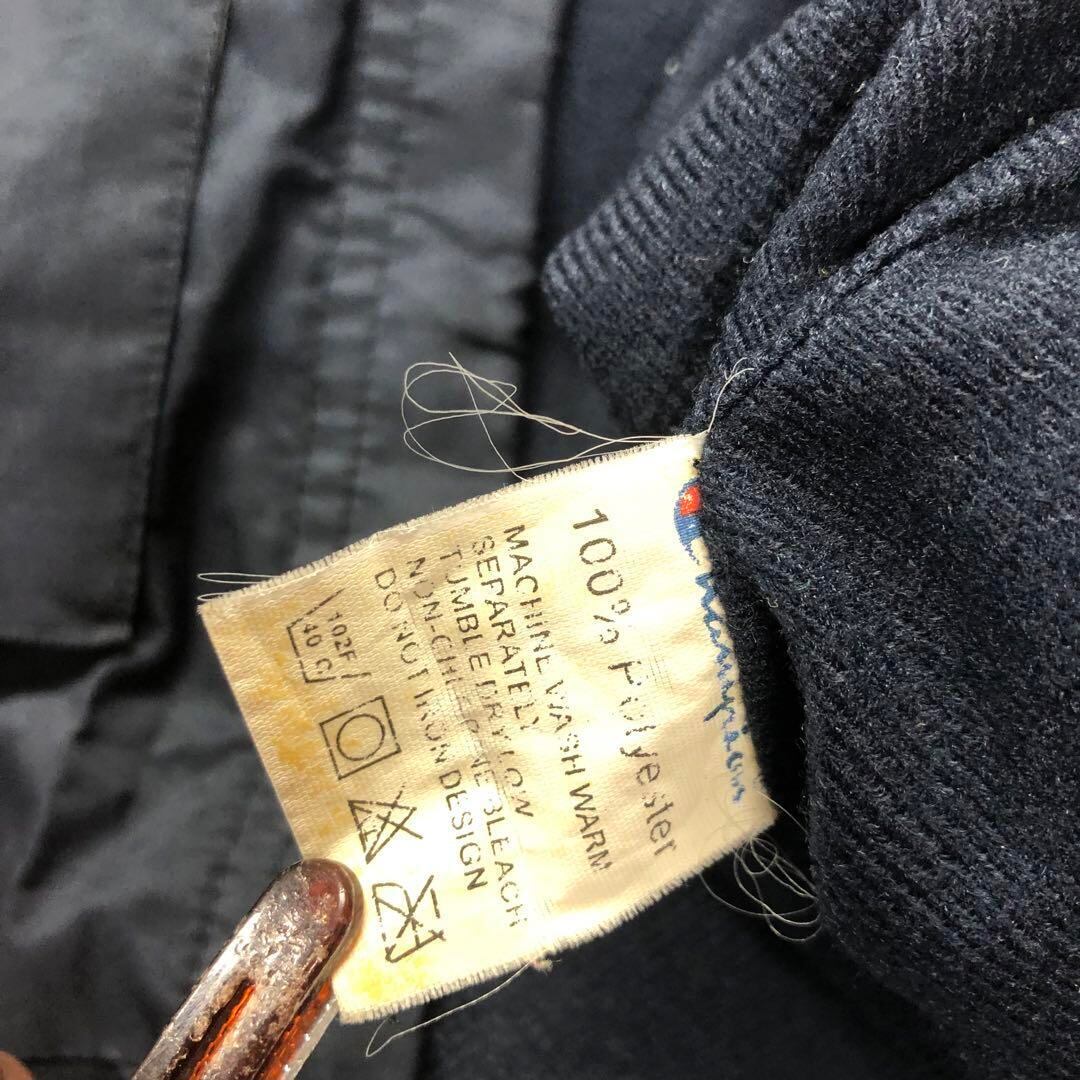 Champion
100% Polyester
MACHINE WASH WARM
SEPARATELY
TUMBLE DRY LOW
NON-CHLORINE BLEACH
DO NOT IRON DESIGN
102F
40 C